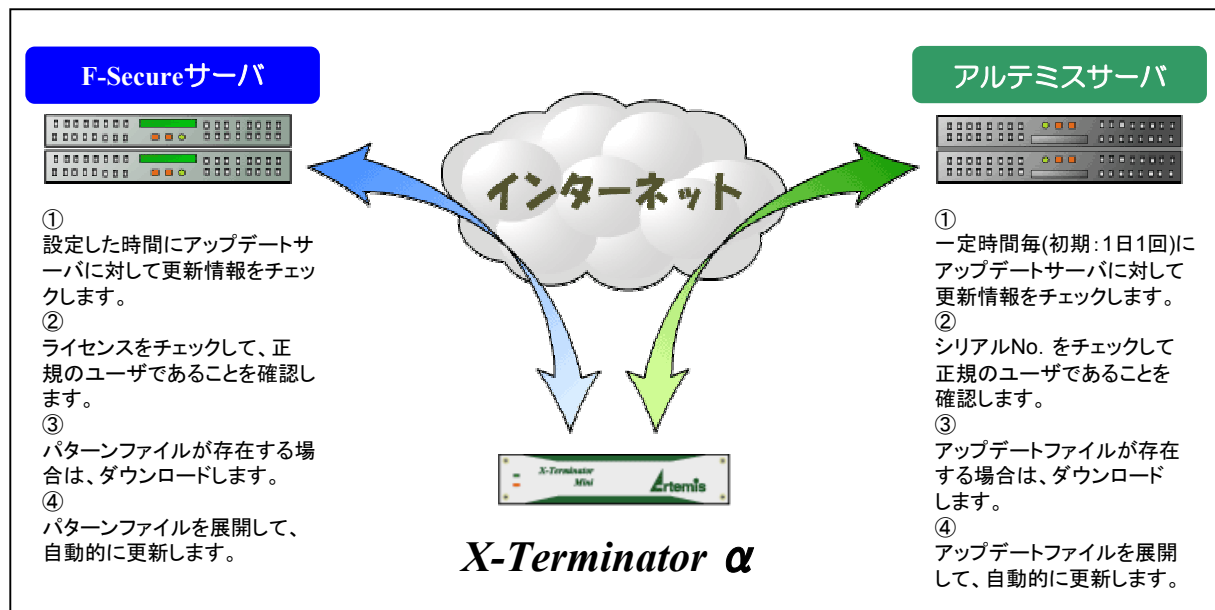 F-Secureサーバ
①
設定した時間にアップデートサ
ーバに対して更新情報をチェッ
クします。
②
ライセンスをチェックして、正
規のユーザであることを確認し
ます。
③
パターンファイルが存在する場
合は、ダウンロードします。
④
パターンファイルを展開して、
自動的に更新します。
インターネット
X-Terminator
Mini
Artemis
X-Terminator α
アルテミスサーバ
①
一定時間毎(初期:1日1回)に
アップデートサーバに対して
更新情報をチェックします。
②
シリアルNo. をチェックして
正規のユーザであることを
確認します。
③
アップデートファイルが存在
する場合は、ダウンロード
します。
④
アップデートファイルを展開
して、自動的に更新します。